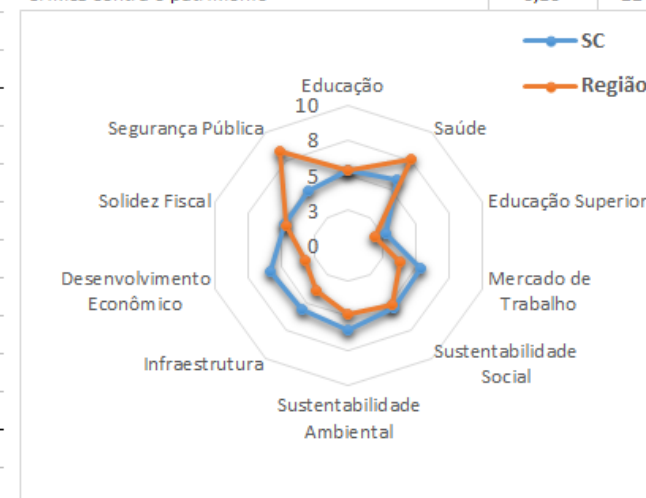 SC
Região
Educação
10
Segurança Pública
Saúde
8
5
Solidez Fiscal
Educação Superior
3
0
Desenvolvimento
Econômico
Mercado de
Trabalho
Infraestrutura
Sustentabilidade
Social
Sustentabilidade
Ambiental